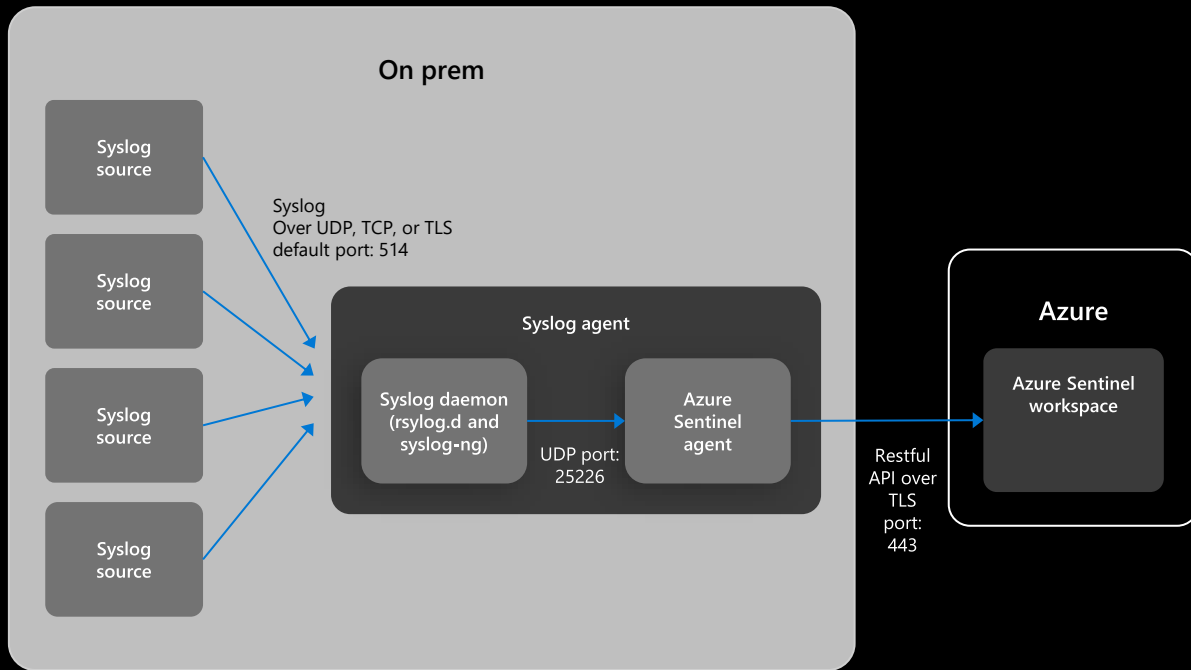 On prem
Syslog
source
Syslog
Over UDP, TCP, or TLS
default port: 514
Syslog
source
Syslog
source
Syslog
source
Syslog agent
Syslog daemon
(rsylog.d and
syslog-ng)
UDP port:
25226
Azure
Sentinel
agent
Restful
API over
TLS
port:
443
Azure
Azure Sentinel
workspace